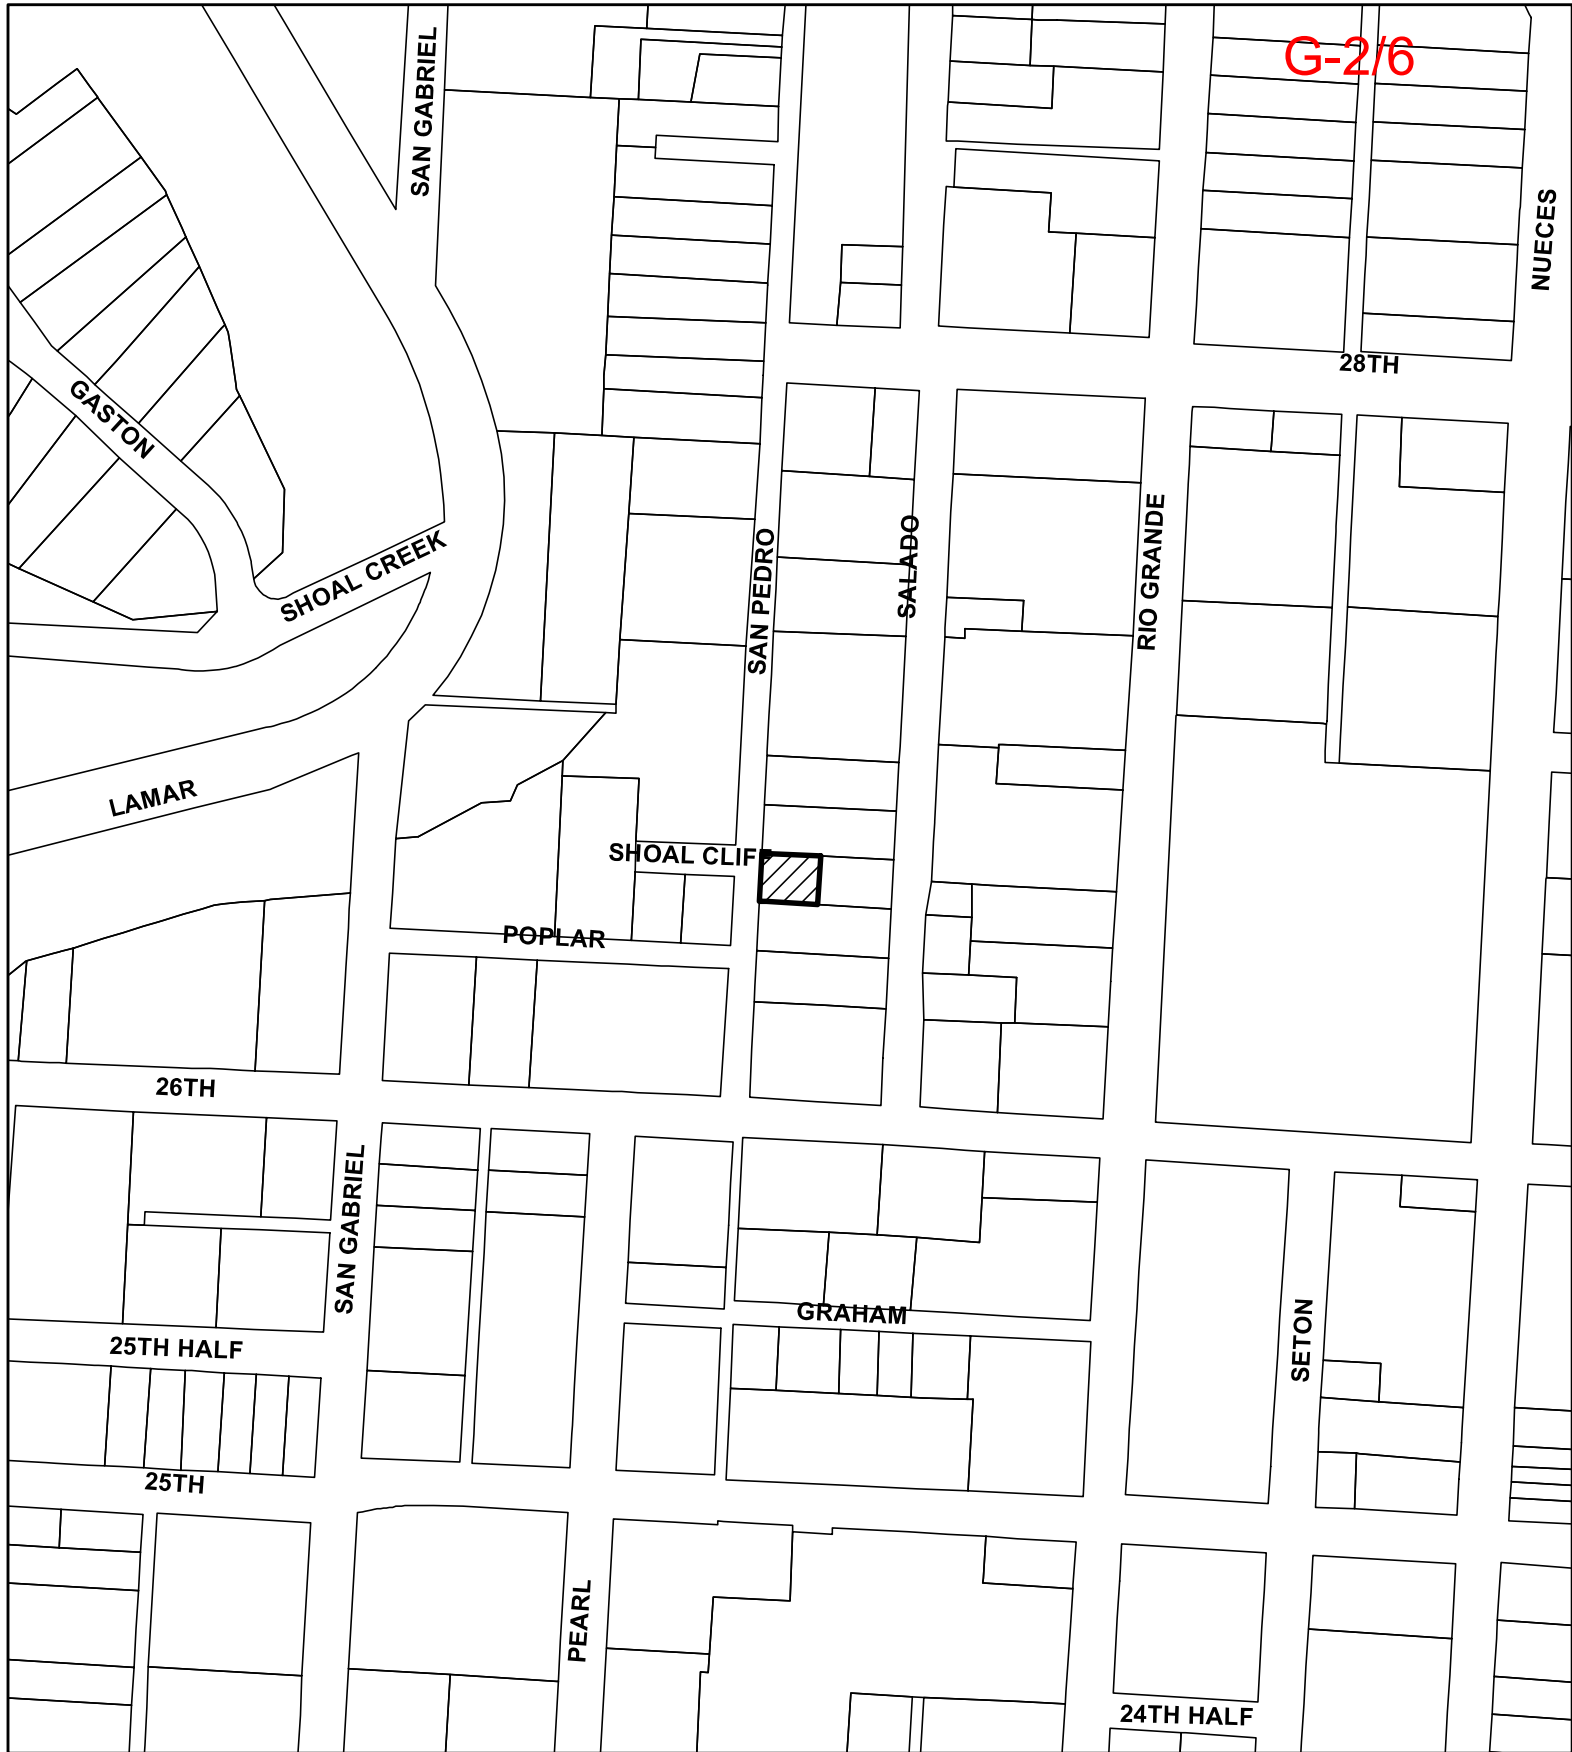 G-2/6
SAN GABRIEL
NUECES
28TH
GASTON
SHOAL CREEK
SAN PEDRO
SALADO
RIO GRANDE
LAMAR
SHOAL CLIFF
POPLAR
26TH
SAN GABRIEL
GRAHAM
25TH HALF
SETON
25TH
PEARL
24TH HALF